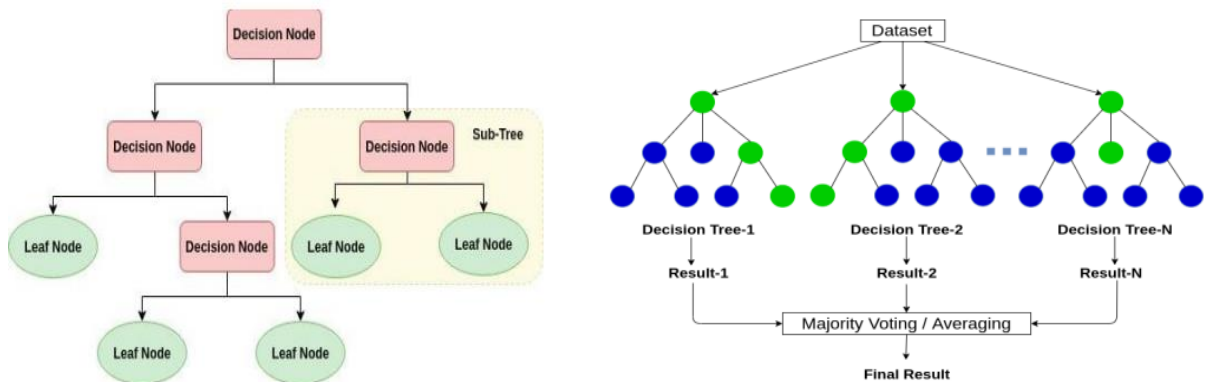 Decision Node
Sub-Tree
Decision Node
Decision Node
Leaf Node
Decision Node
Leaf Node
Leaf Node
Leaf Node
Leaf Node
Dataset
Decision Tree-1
Decision Tree-2
Decision Tree-N
Result-1
Result-2
Result-N
Majority Voting / Averaging
Final Result